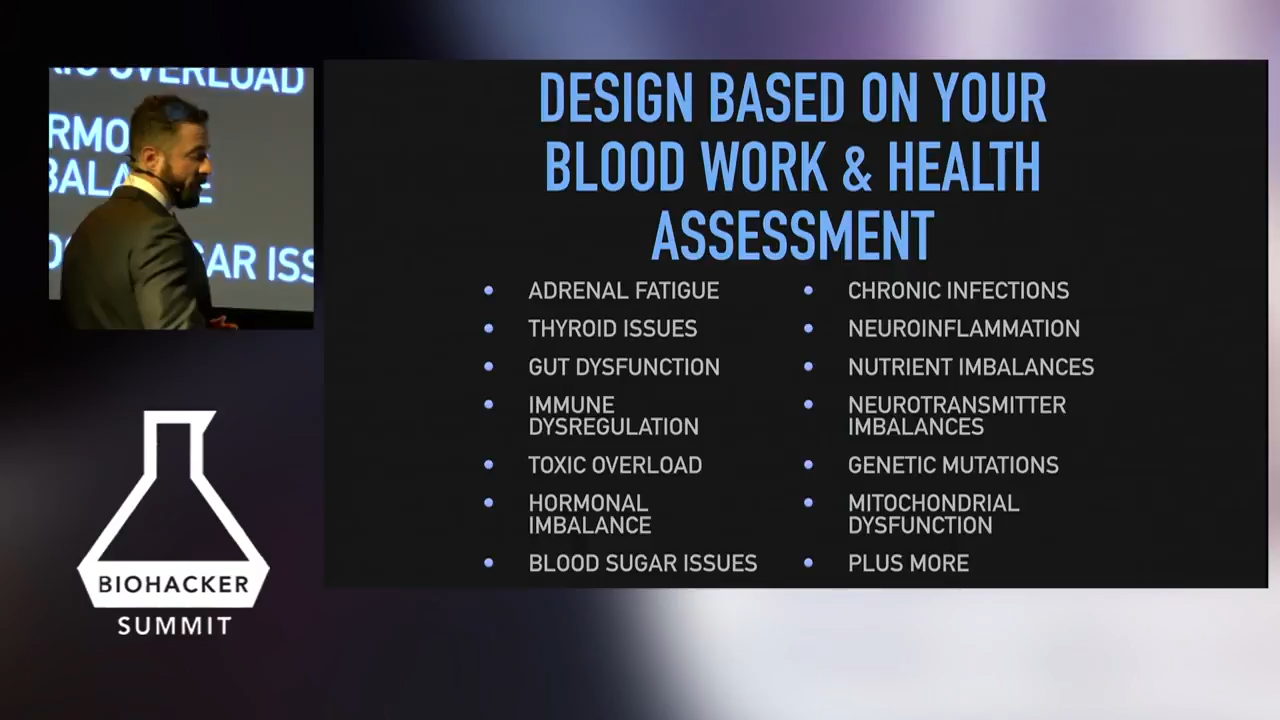 OVERLOAD
GAR ISS
DESIGN BASED ON YOUR
BLOOD WORK & HEALTH
ASSESSMENT
ADRENAL FATIGUE
THYROID ISSUES
GUT DYSFUNCTION
IMMUNE
DYSREGULATION
TOXIC OVERLOAD
HORMONAL
IMBALANCE
BLOOD SUGAR ISSUES
CHRONIC INFECTIONS
NEUROINFLAMMATION
NUTRIENT IMBALANCES
NEUROTRANSMITTER
IMBALANCES
GENETIC MUTATIONS
MITOCHONDRIAL
DYSFUNCTION
PLUS MORE
BIOHACKER
SUMMIT